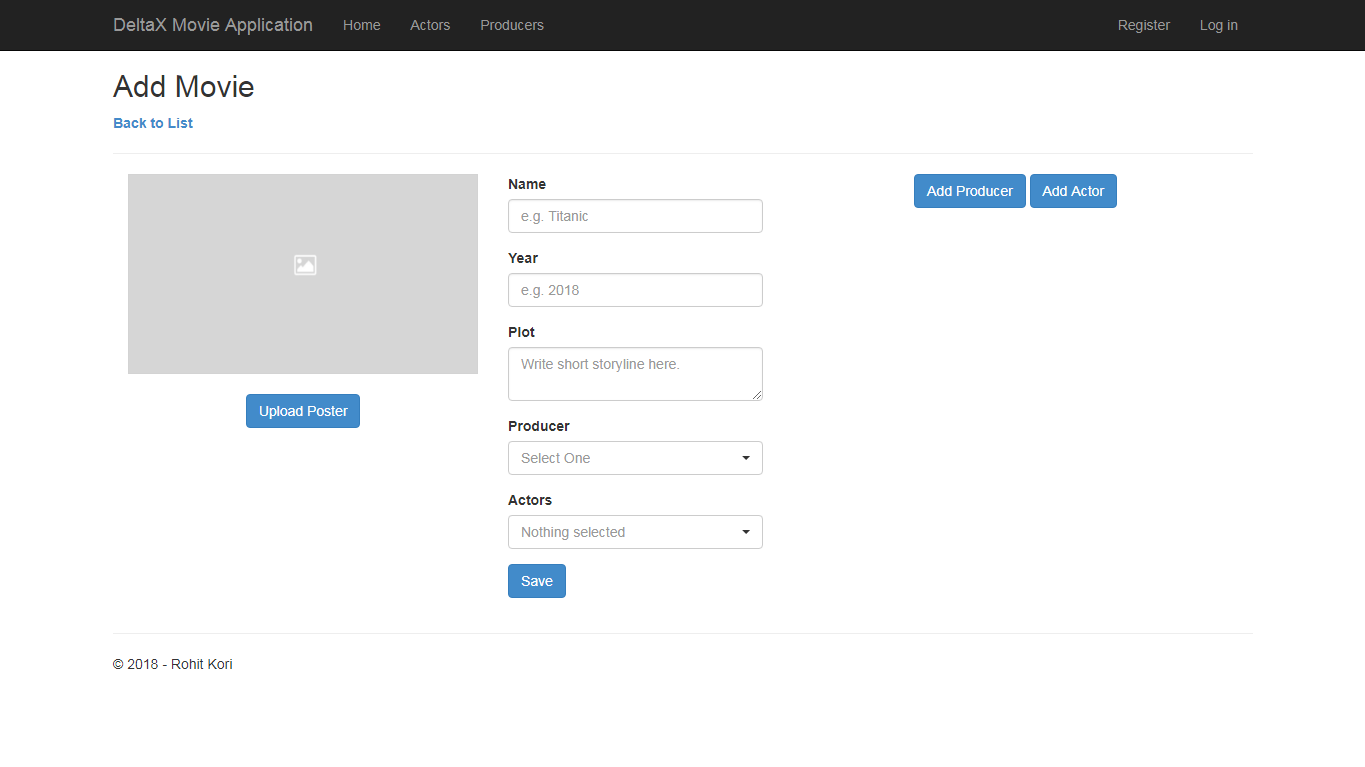 DeltaX Movie Application Home Actors Producers Register Log in
Add Movie
Back to List
Name
e.g. Titanic
Year
e.g. 2018
Plot
Write short storyline here.
Producer
Select One
Actors
Nothing selected
Save
Upload Poster
Add Producer Add Actor
© 2018 - Rohit Kori